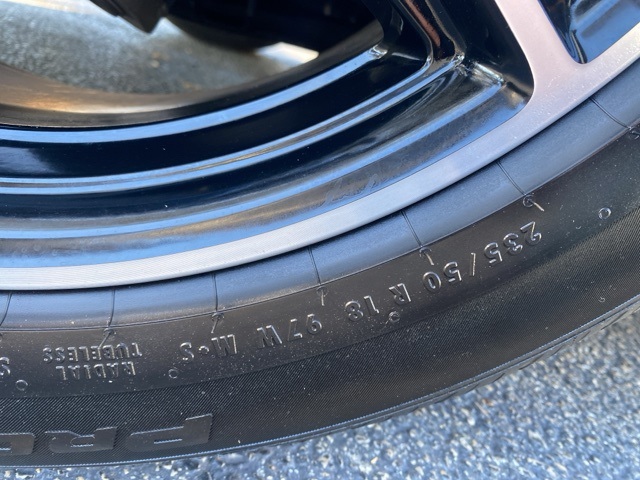 235/50 R 18 97W M+S
RADIAL
TUBELESS